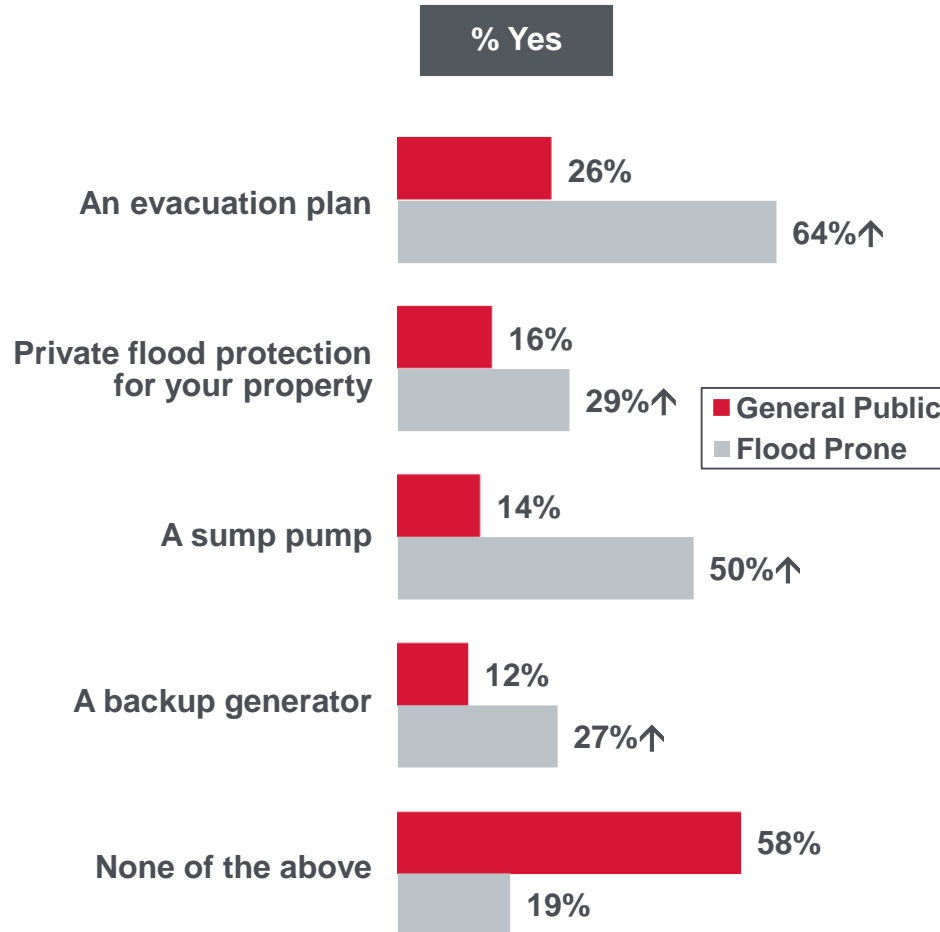 % Yes
An evacuation plan
26%
64%↑
Private flood protection
for your property
16%
29%↑
General Public
Flood Prone
A sump pump
14%
50%↑
A backup generator
12%
27%↑
None of the above
58%
19%